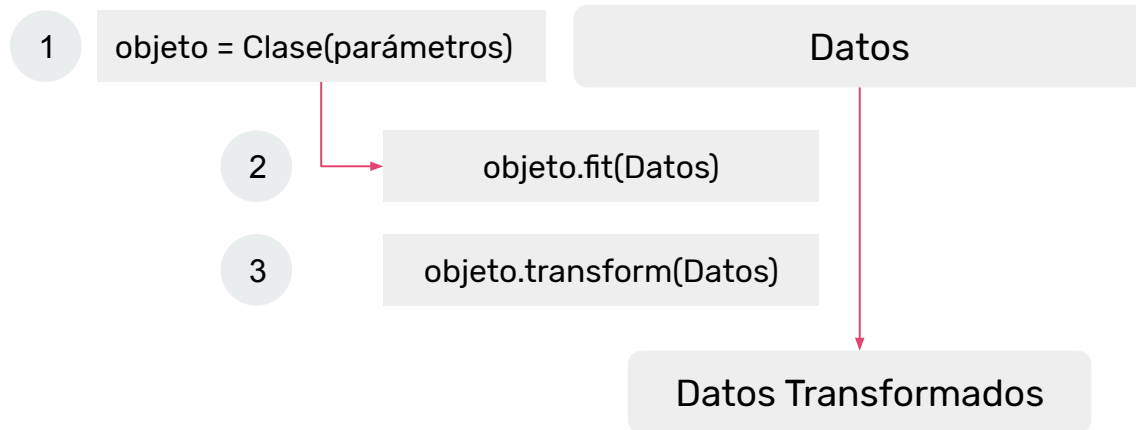 1
objeto = Clase(parámetros)
Datos
2
objeto.fit(Datos)
3
objeto.transform(Datos)
Datos Transformados